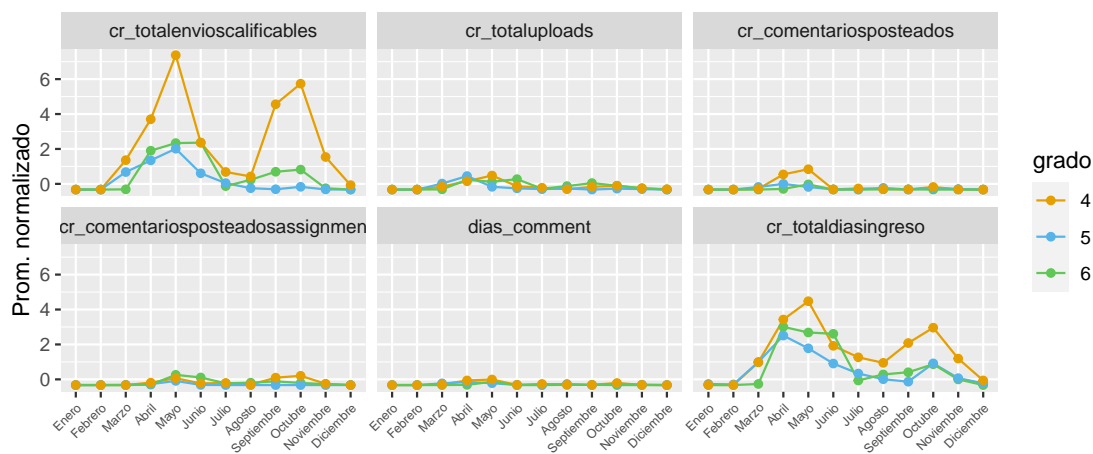 cr_totalenvioscalificables
cr_totaluploads
cr_comentariosposteados
6
4
2
0
cr_comentariosposteadosassignmen
dias_comment
cr_totaldiasingreso
6
4
2
0
Prom. normalizado
Enero
Febrero
Marzo
Abril
Mayo
Junio
Julio
Agosto
Septiembre
Octubre
Noviembre
Diciembre
Enero
Febrero
Marzo
Abril
Mayo
Junio
Julio
Agosto
Septiembre
Octubre
Noviembre
Diciembre
Enero
Febrero
Marzo
Abril
Mayo
Junio
Julio
Agosto
Septiembre
Octubre
Noviembre
Diciembre
grado
4
5
6